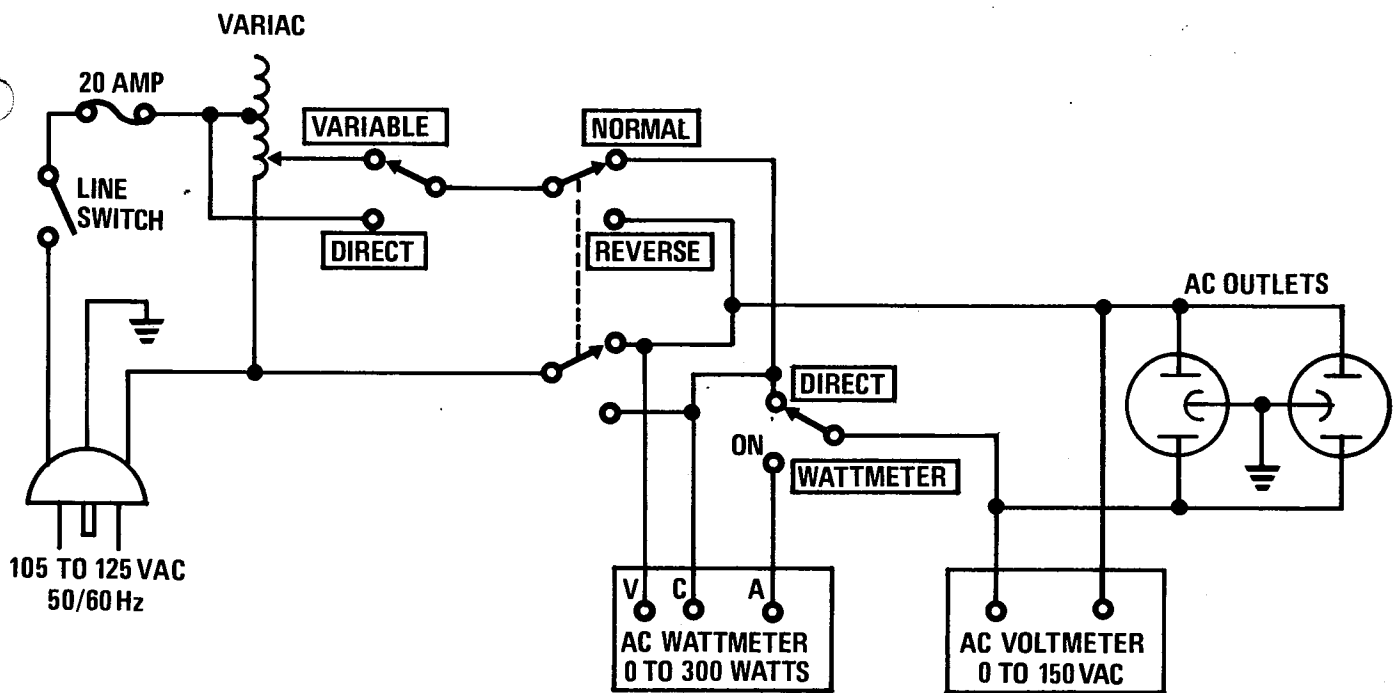 VARIAC
20 AMP
VARIABLE
NORMAL
LINE
SWITCH
DIRECT
REVERSE
AC OUTLETS
DIRECT
ON
WATTMETER
105 TO 125 VAC
50/60 Hz
V C A
AC WATTMETER
0 TO 300 WATTS
AC VOLTMETER
0 TO 150 VAC